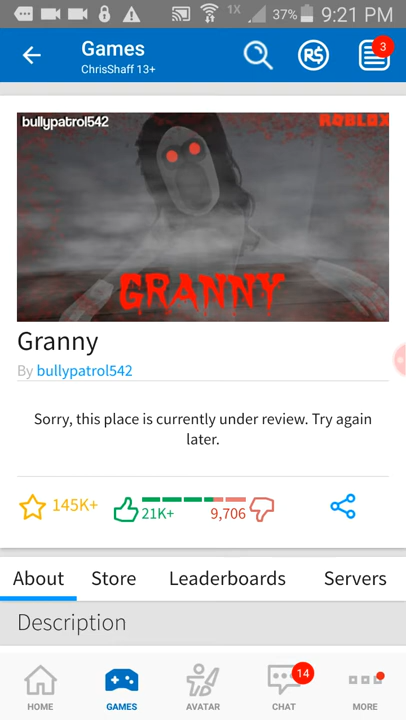 1X 37% 9:21 PM
Games
ChrisShaff 13+
R$
3
bullypatrol542
ROBLOX
GRANNY
Granny
By bullypatrol542
Sorry, this place is currently under review. Try again
later.
145K+
21K+
9,706
About Store Leaderboards Servers
Description
14
HOME GAMES AVATAR CHAT MORE